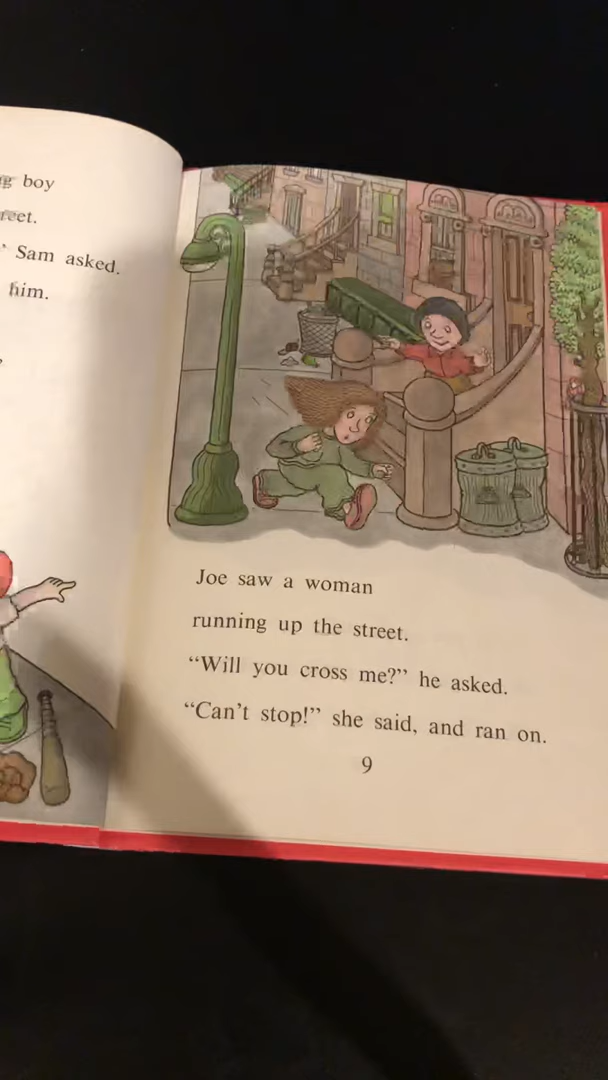 boy
reet.
Sam asked.
him.
Joe saw a woman
running up the street.
“Will you cross me?” he asked.
“Can’t stop!” she said, and ran on.
9